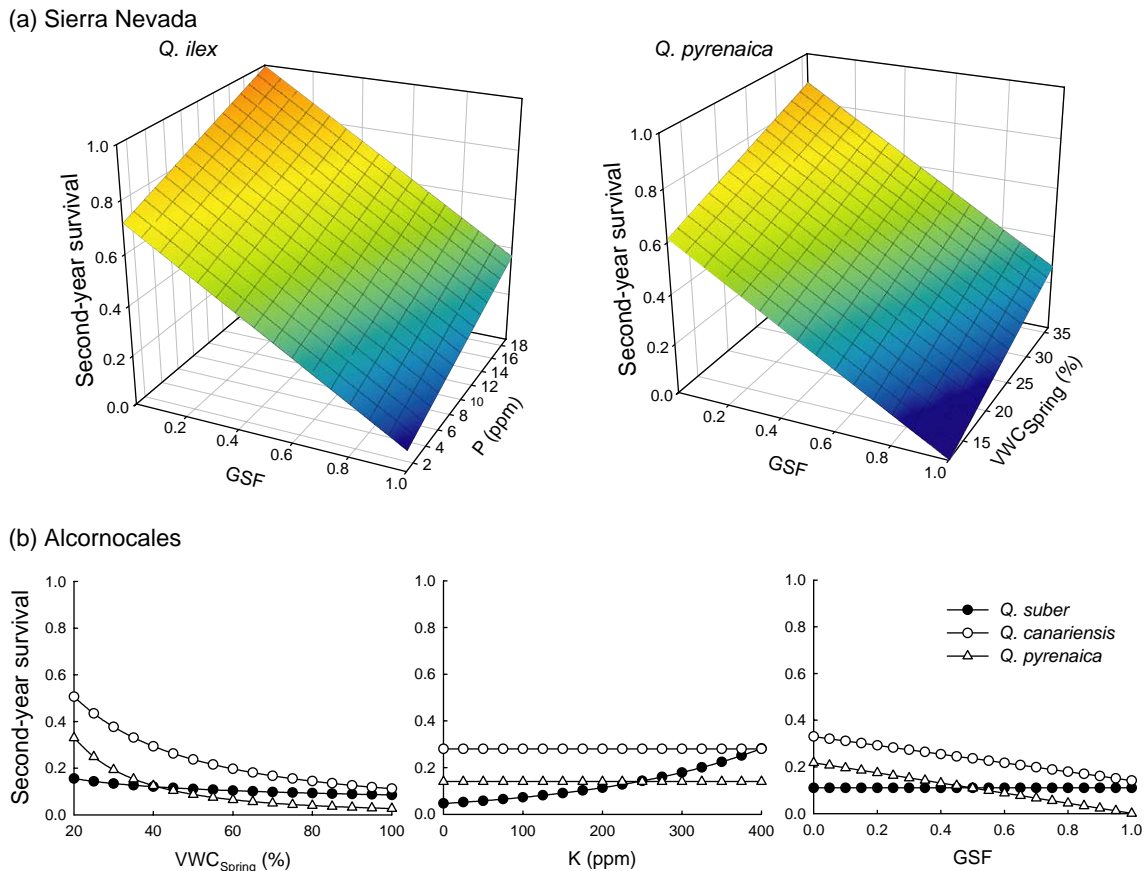 (a) Sierra Nevada
Q. ilex
Q. pyrenaica
Second-year survival
1.0
0.8
0.6
0.4
0.2
0.0
0.2
0.4
0.6
0.8
1.0
GSF
2
4
6
8
10
12
14
16
18
P (ppm)
Second-year survival
1.0
0.8
0.6
0.4
0.2
0.0
0.2
0.4
0.6
0.8
1.0
GSF
15
20
25
30
35
VWCSpring (%)
(b) Alcornocales
Second-year survival
1.0
0.8
0.6
0.4
0.2
0.0
20 40 60 80 100
VWCSpring (%)
1.0
0.8
0.6
0.4
0.2
0.0
0 100 200 300 400
K (ppm)
1.0
0.8
0.6
0.4
0.2
0.0
0.0 0.2 0.4 0.6 0.8 1.0
GSF
Q. suber
Q. canariensis
Q. pyrenaica